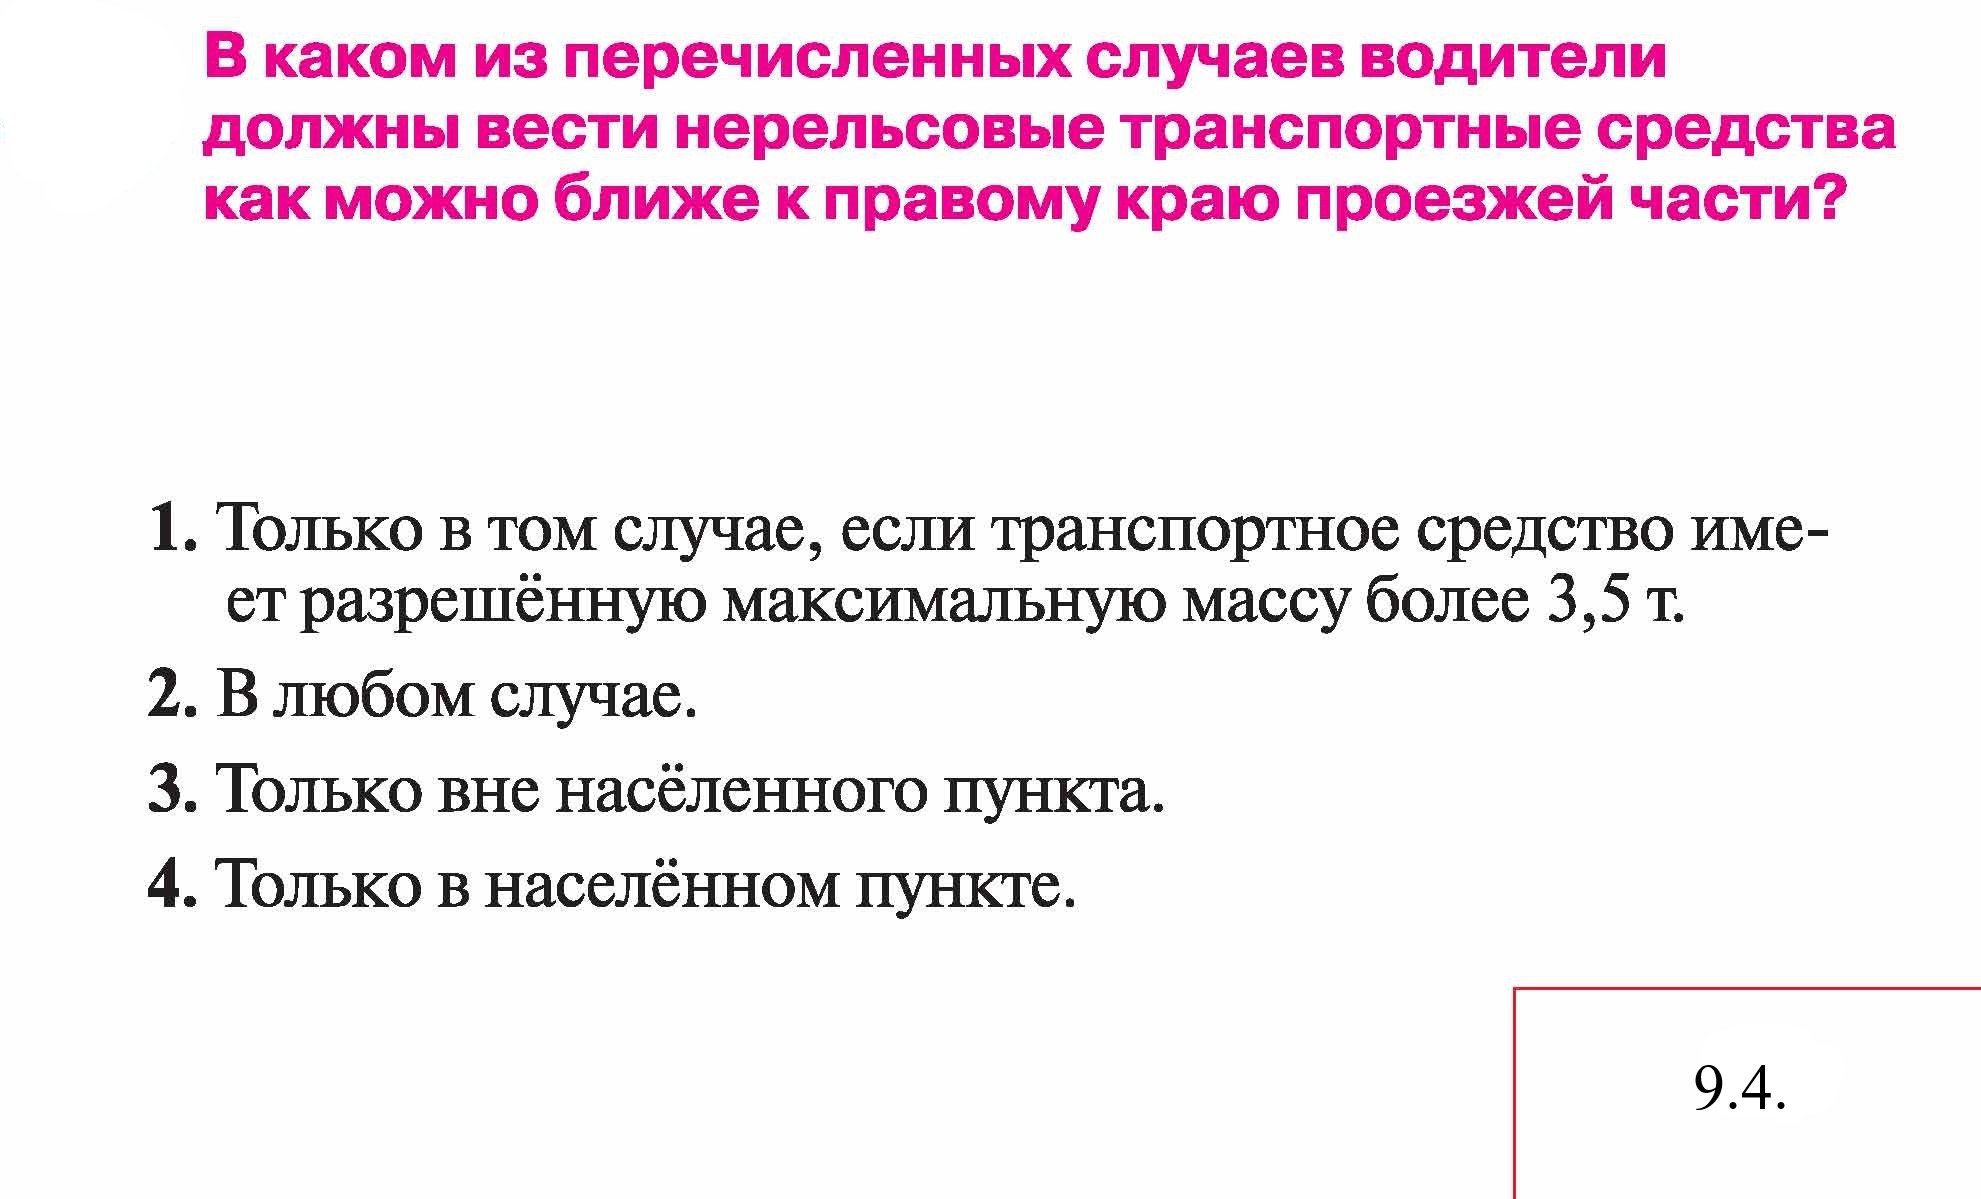 В каком из перечисленных случаев водители
должны вести нерельсовые транспортные средства
как можно ближе к правому краю проезжей части?
1. Только в том случае, если транспортное средство име-
ет разрешённую максимальную массу более 3,5 т.
2. В любом случае.
3. Только вне насёленного пункта.
4. Только в населённом пункте.
9.4.